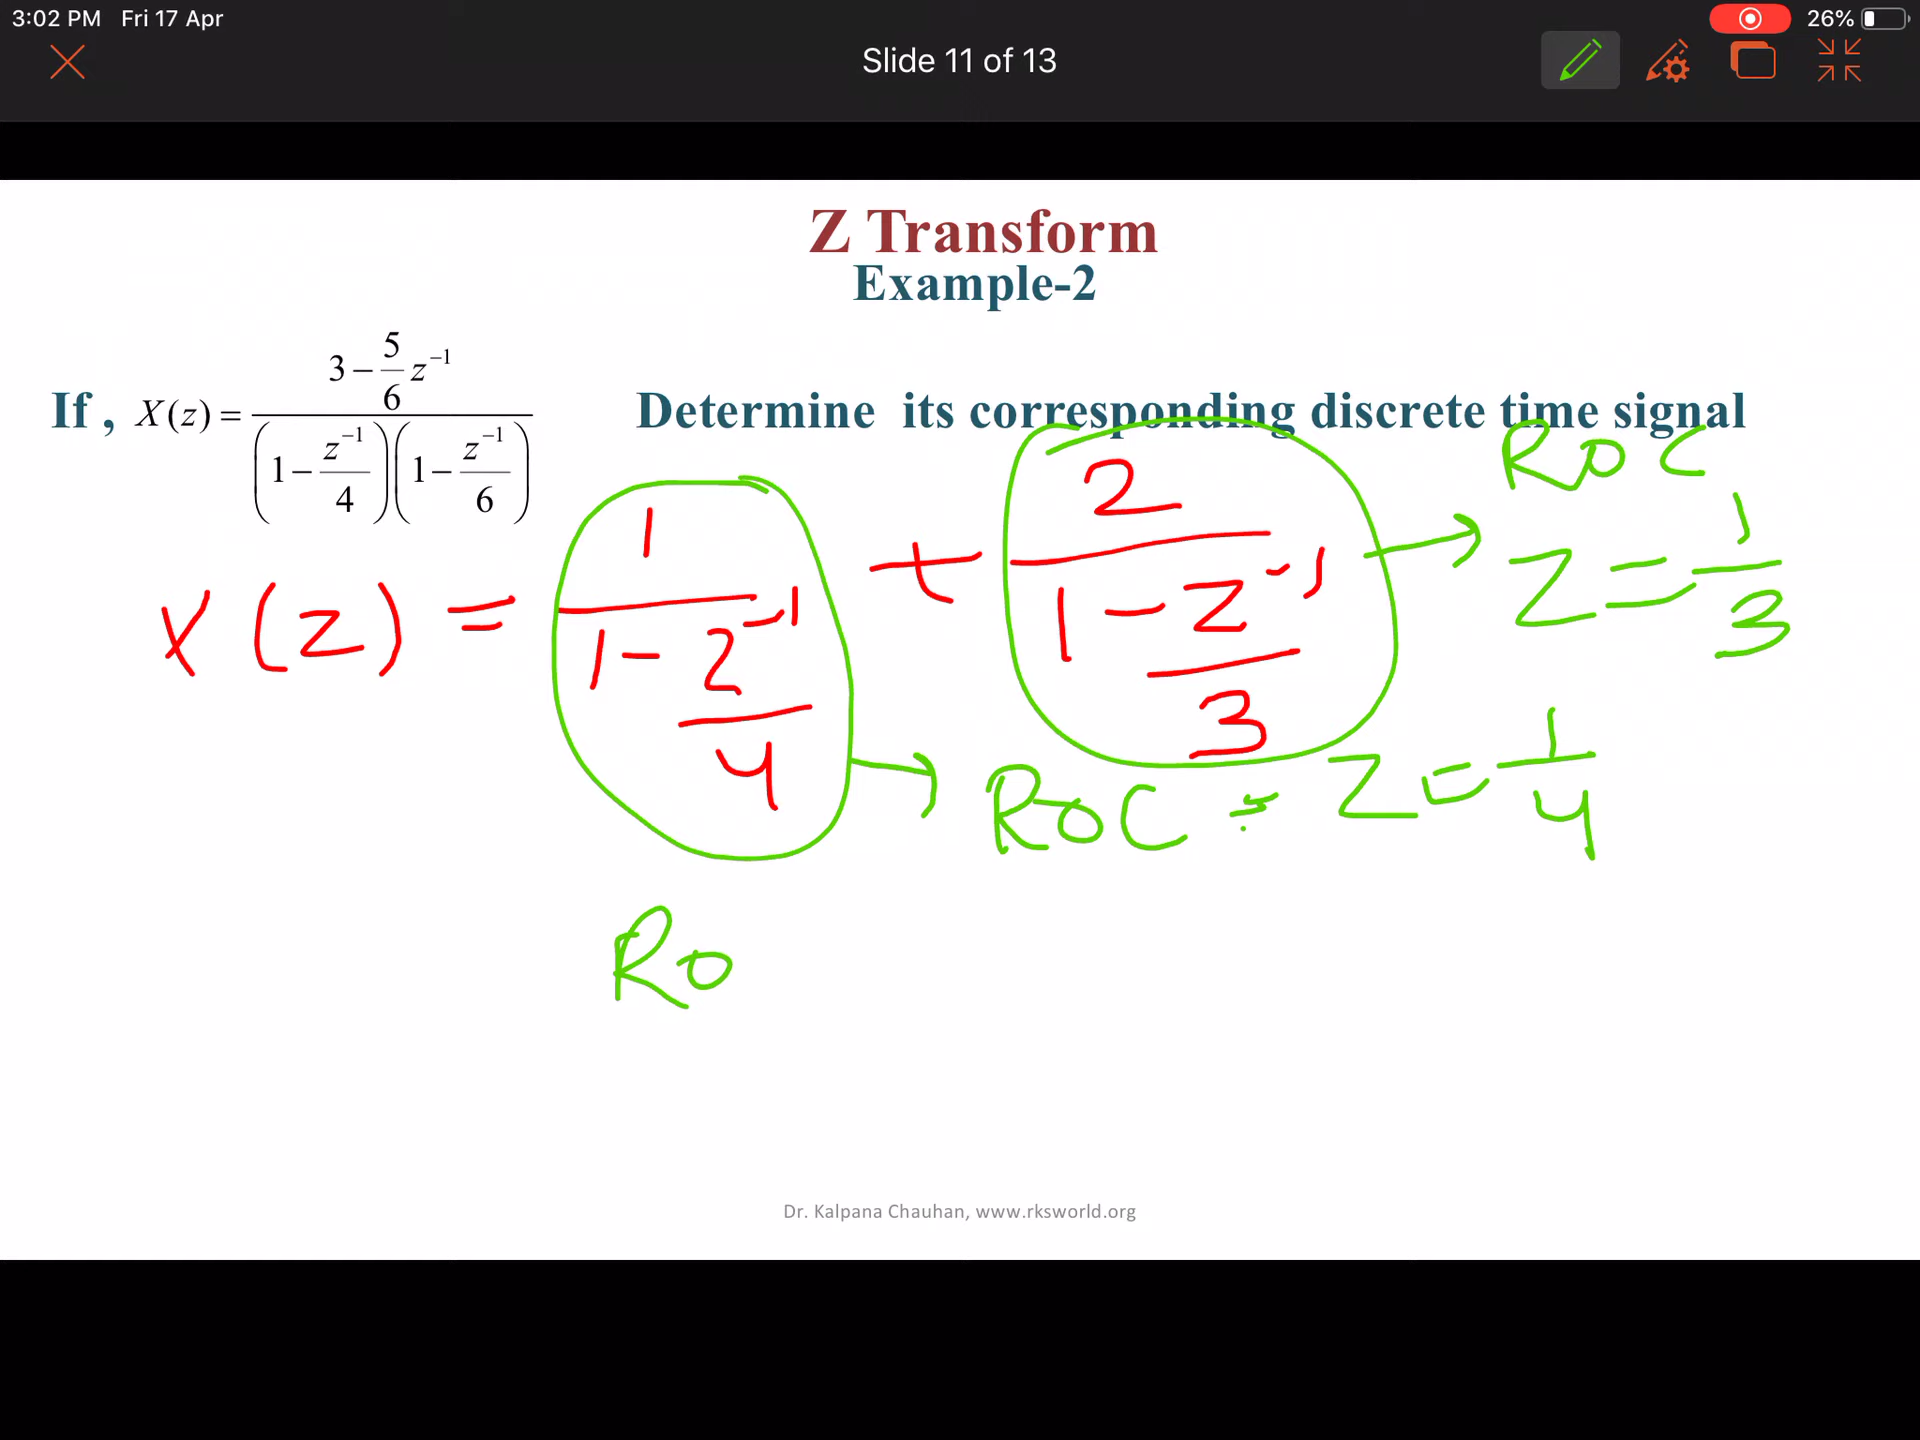 3:02 PM Fri 17 Apr
26%
Slide 11 of 13
Z Transform
Example-2
If , X(z) = (3 − 5/6 z⁻¹) / ((1 − z⁻¹/4)(1 − z⁻¹/6)) Determine its corresponding discrete time signal
X(z) = 1/(1 − z⁻¹/4) + 2/(1 − z⁻¹/3) → ROC z = 1/3
→ ROC : z = 1/4
Ro
Dr. Kalpana Chauhan, www.rksworld.org